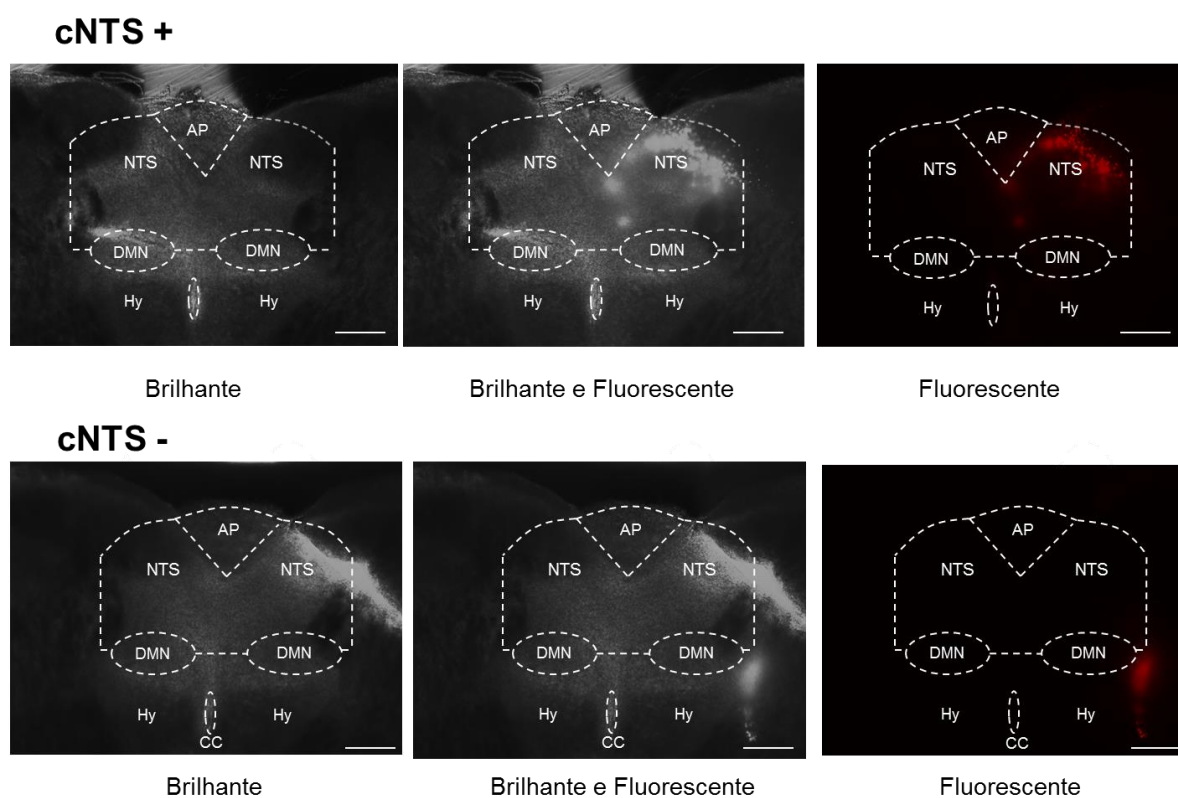 cNTS +
AP
NTS NTS
DMN DMN
Hy Hy
AP
NTS NTS
DMN DMN
Hy Hy
AP
NTS NTS
DMN DMN
Hy Hy
Brilhante
Brilhante e Fluorescente
Fluorescente
cNTS -
AP
NTS NTS
DMN DMN
Hy Hy
CC
AP
NTS NTS
DMN DMN
Hy Hy
CC
AP
NTS NTS
DMN DMN
Hy Hy
CC
Brilhante
Brilhante e Fluorescente
Fluorescente